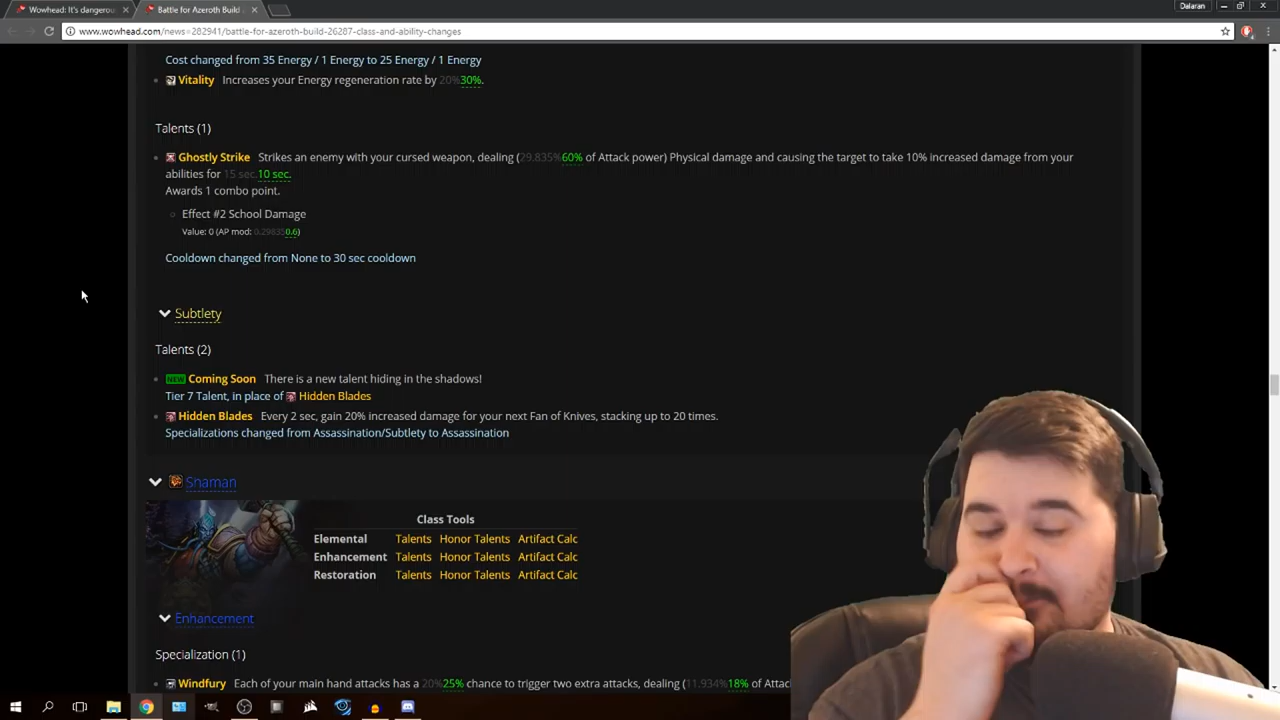 Wowhead: It's dangerou
Battle for Azeroth Build
Dalaran
www.wowhead.com/news=282941/battle-for-azeroth-build-26287-class-and-ability-changes
Cost changed from 35 Energy / 1 Energy to 25 Energy / 1 Energy
Vitality Increases your Energy regeneration rate by 20%30%.
Talents (1)
Ghostly Strike Strikes an enemy with your cursed weapon, dealing (29.835%60% of Attack power) Physical damage and causing the target to take 10% increased damage from your
abilities for 15 sec.10 sec.
Awards 1 combo point.
Effect #2 School Damage
Value: 0 (AP mod: 0.298350.6)
Cooldown changed from None to 30 sec cooldown
Subtlety
Talents (2)
NEW Coming Soon There is a new talent hiding in the shadows!
Tier 7 Talent, in place of Hidden Blades
Hidden Blades Every 2 sec, gain 20% increased damage for your next Fan of Knives, stacking up to 20 times.
Specializations changed from Assassination/Subtlety to Assassination
Shaman
Class Tools
Elemental Talents Honor Talents Artifact Calc
Enhancement Talents Honor Talents Artifact Calc
Restoration Talents Honor Talents Artifact Calc
Enhancement
Specialization (1)
Windfury Each of your main hand attacks has a 20%25% chance to trigger two extra attacks, dealing (11.934%18% of Attac